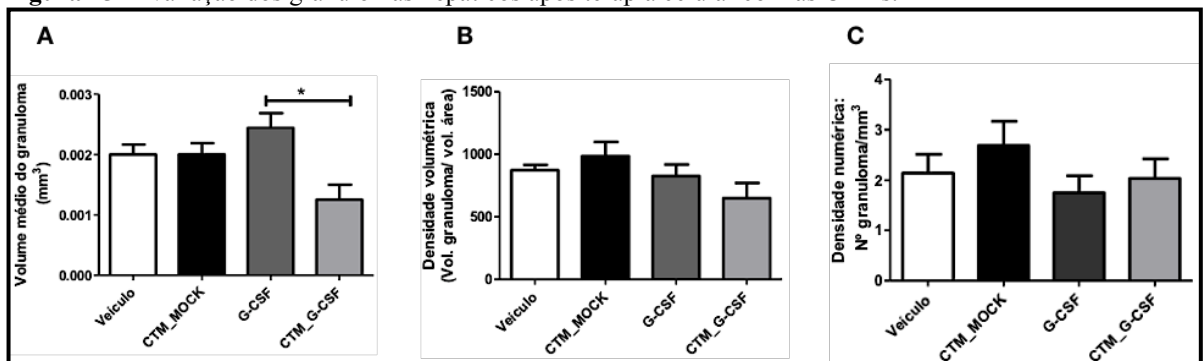 A
B
C
Volume médio do granuloma
(mm³)
0.003
0.002
0.001
0.000
*
Veículo
CTM_MOCK
G-CSF
CTM_G-CSF
Densidade volumétrica
(Vol. granuloma/ vol. área)
1500
1000
500
0
Veículo
CTM_MOCK
G-CSF
CTM_G-CSF
Densidade numérica:
Nº granuloma/mm³
4
3
2
1
0
Veículo
CTM_MOCK
G-CSF
CTM_G-CSF